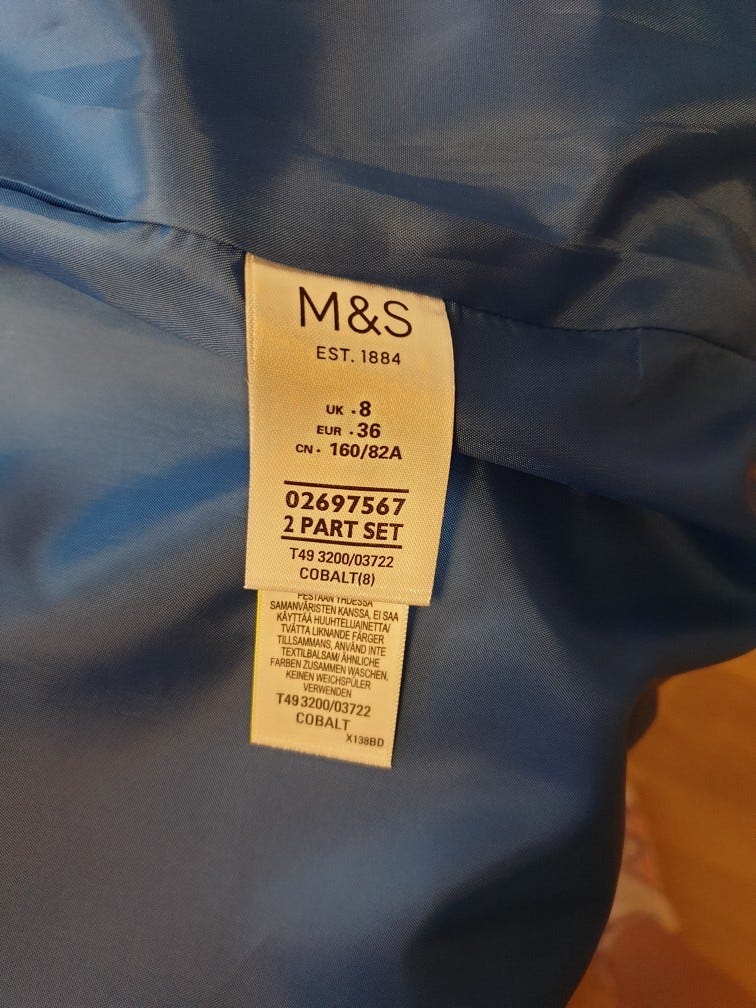 M&S
EST. 1884
UK • 8
EUR • 36
CN • 160/82A
02697567
2 PART SET
T49 3200/03722
COBALT(8)
PESTÄÄN YHDESSÄ
SAMANVÄRISTEN KANSSA, EI SAA
KÄYTTÄÄ HUUHTELUAINETTA/
TVÄTTA LIKNANDE FÄRGER
TILLSAMMANS, ANVÄND INTE
TEXTILBALSAM/ ÄHNLICHE
FARBEN ZUSAMMEN WASCHEN,
KEINEN WEICHSPÜLER
VERWENDEN
T49 3200/03722
COBALT
X138BD